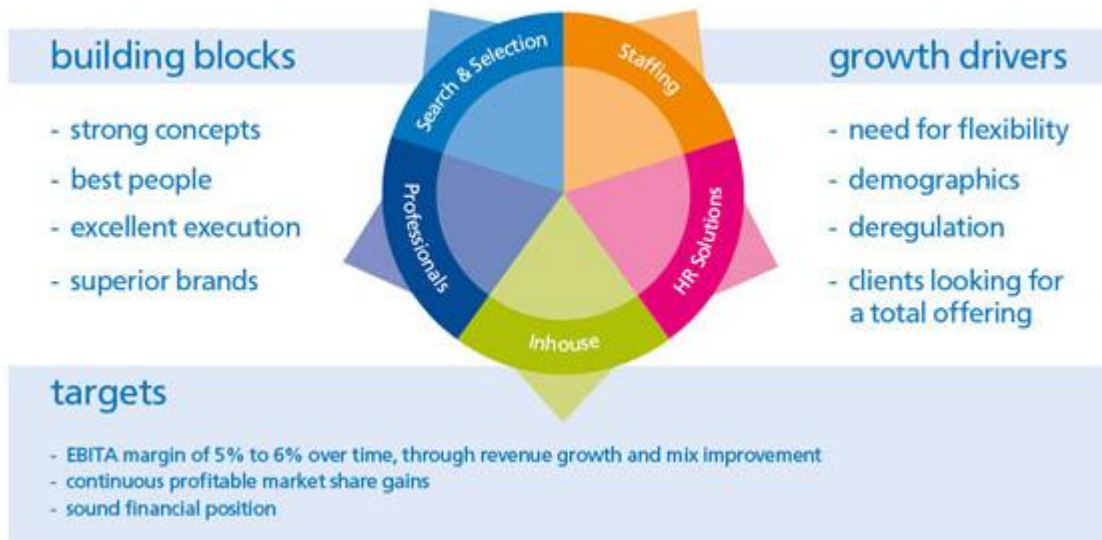 building blocks
- strong concepts
- best people
- excellent execution
- superior brands
Search & Selection
Staffing
Professionals
HR Solutions
Inhouse
growth drivers
- need for flexibility
- demographics
- deregulation
- clients looking for
a total offering
targets
- EBITA margin of 5% to 6% over time, through revenue growth and mix improvement
- continuous profitable market share gains
- sound financial position